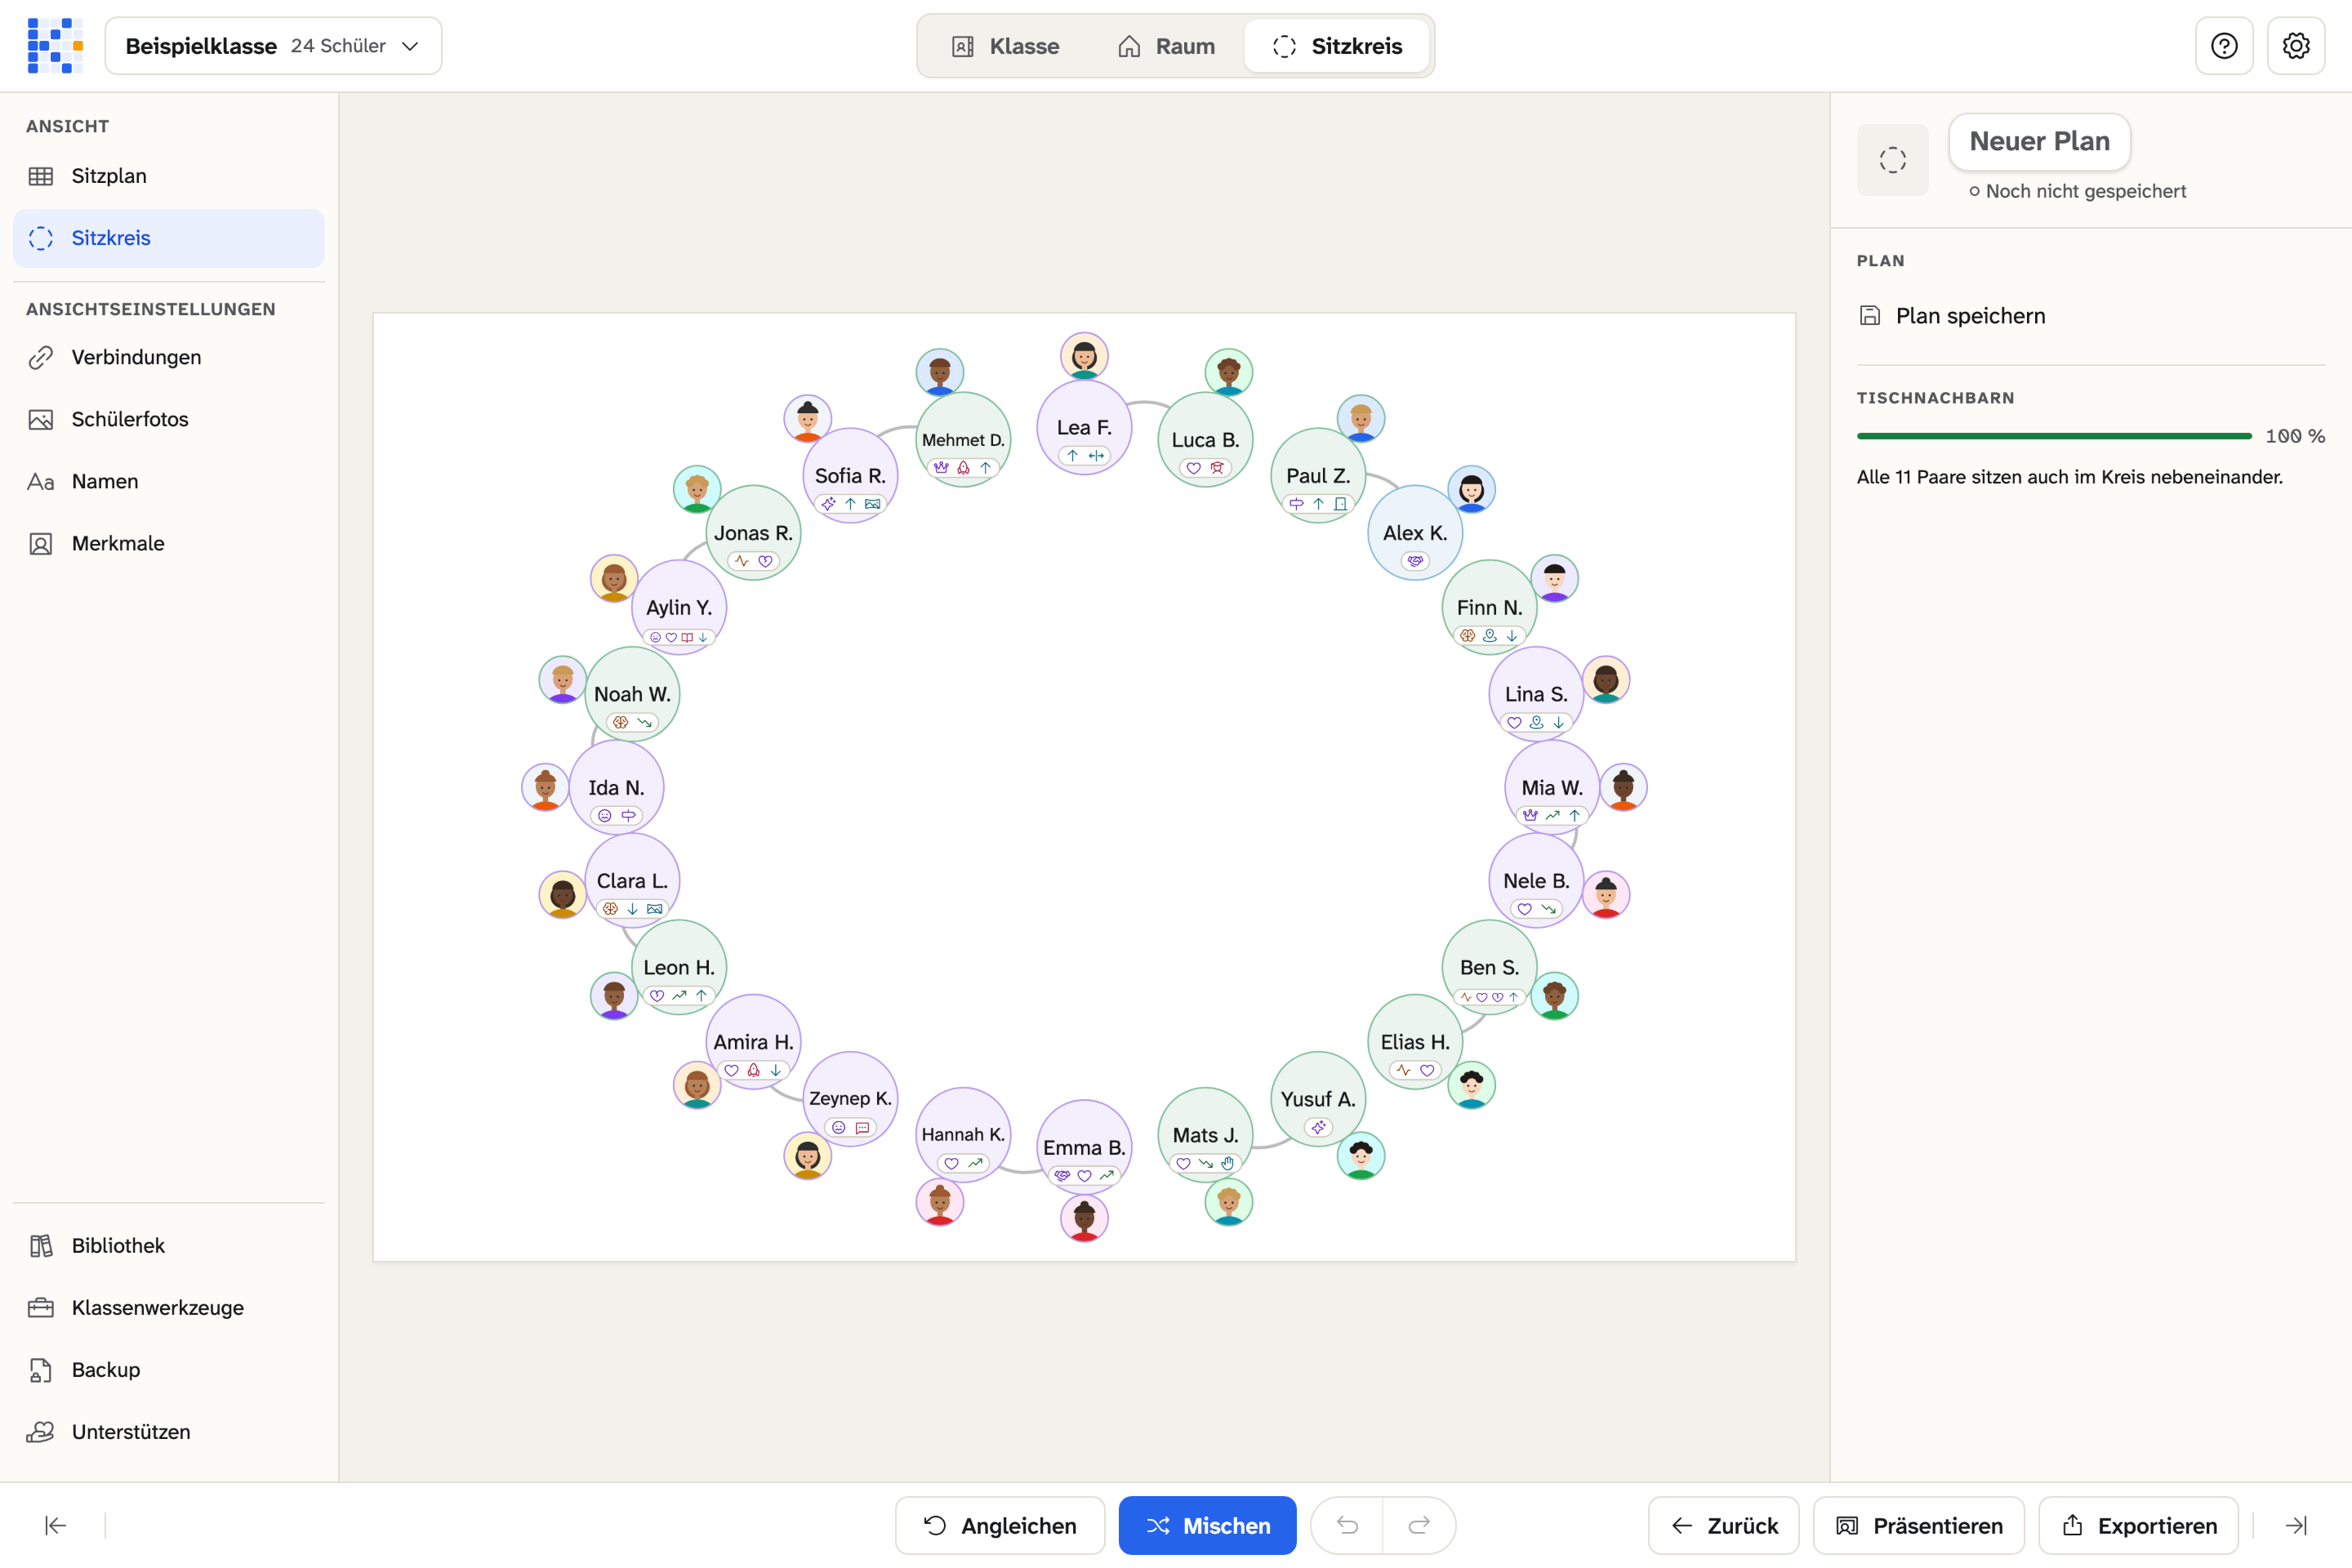 Beispielklasse 24 Schüler
Klasse
Raum
Sitzkreis
ANSICHT
Sitzplan
Sitzkreis
ANSICHTSEINSTELLUNGEN
Verbindungen
Schülerfotos
Aa Namen
Merkmale
Bibliothek
Klassenwerkzeuge
Backup
Unterstützen
Lea F.
Luca B.
Paul Z.
Alex K.
Finn N.
Lina S.
Mia W.
Nele B.
Ben S.
Elias H.
Yusuf A.
Mats J.
Emma B.
Hannah K.
Zeynep K.
Amira H.
Leon H.
Clara L.
Ida N.
Noah W.
Aylin Y.
Jonas R.
Sofia R.
Mehmet D.
Neuer Plan
Noch nicht gespeichert
PLAN
Plan speichern
TISCHNACHBARN
100 %
Alle 11 Paare sitzen auch im Kreis nebeneinander.
Angleichen
Mischen
Zurück
Präsentieren
Exportieren